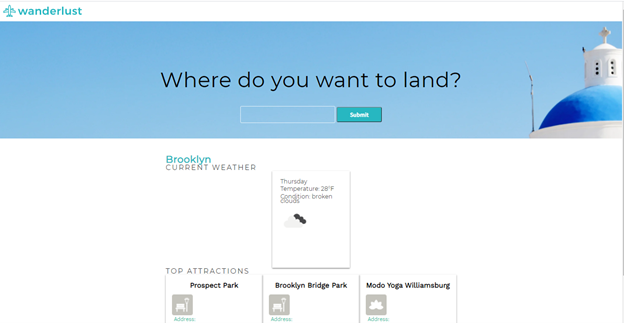 wanderlust
Where do you want to land?
Submit
Brooklyn
CURRENT WEATHER
Thursday
Temperature: 28°F
Condition: broken
clouds
TOP ATTRACTIONS
Prospect Park Brooklyn Bridge Park Modo Yoga Williamsburg
Address: Address: Address: